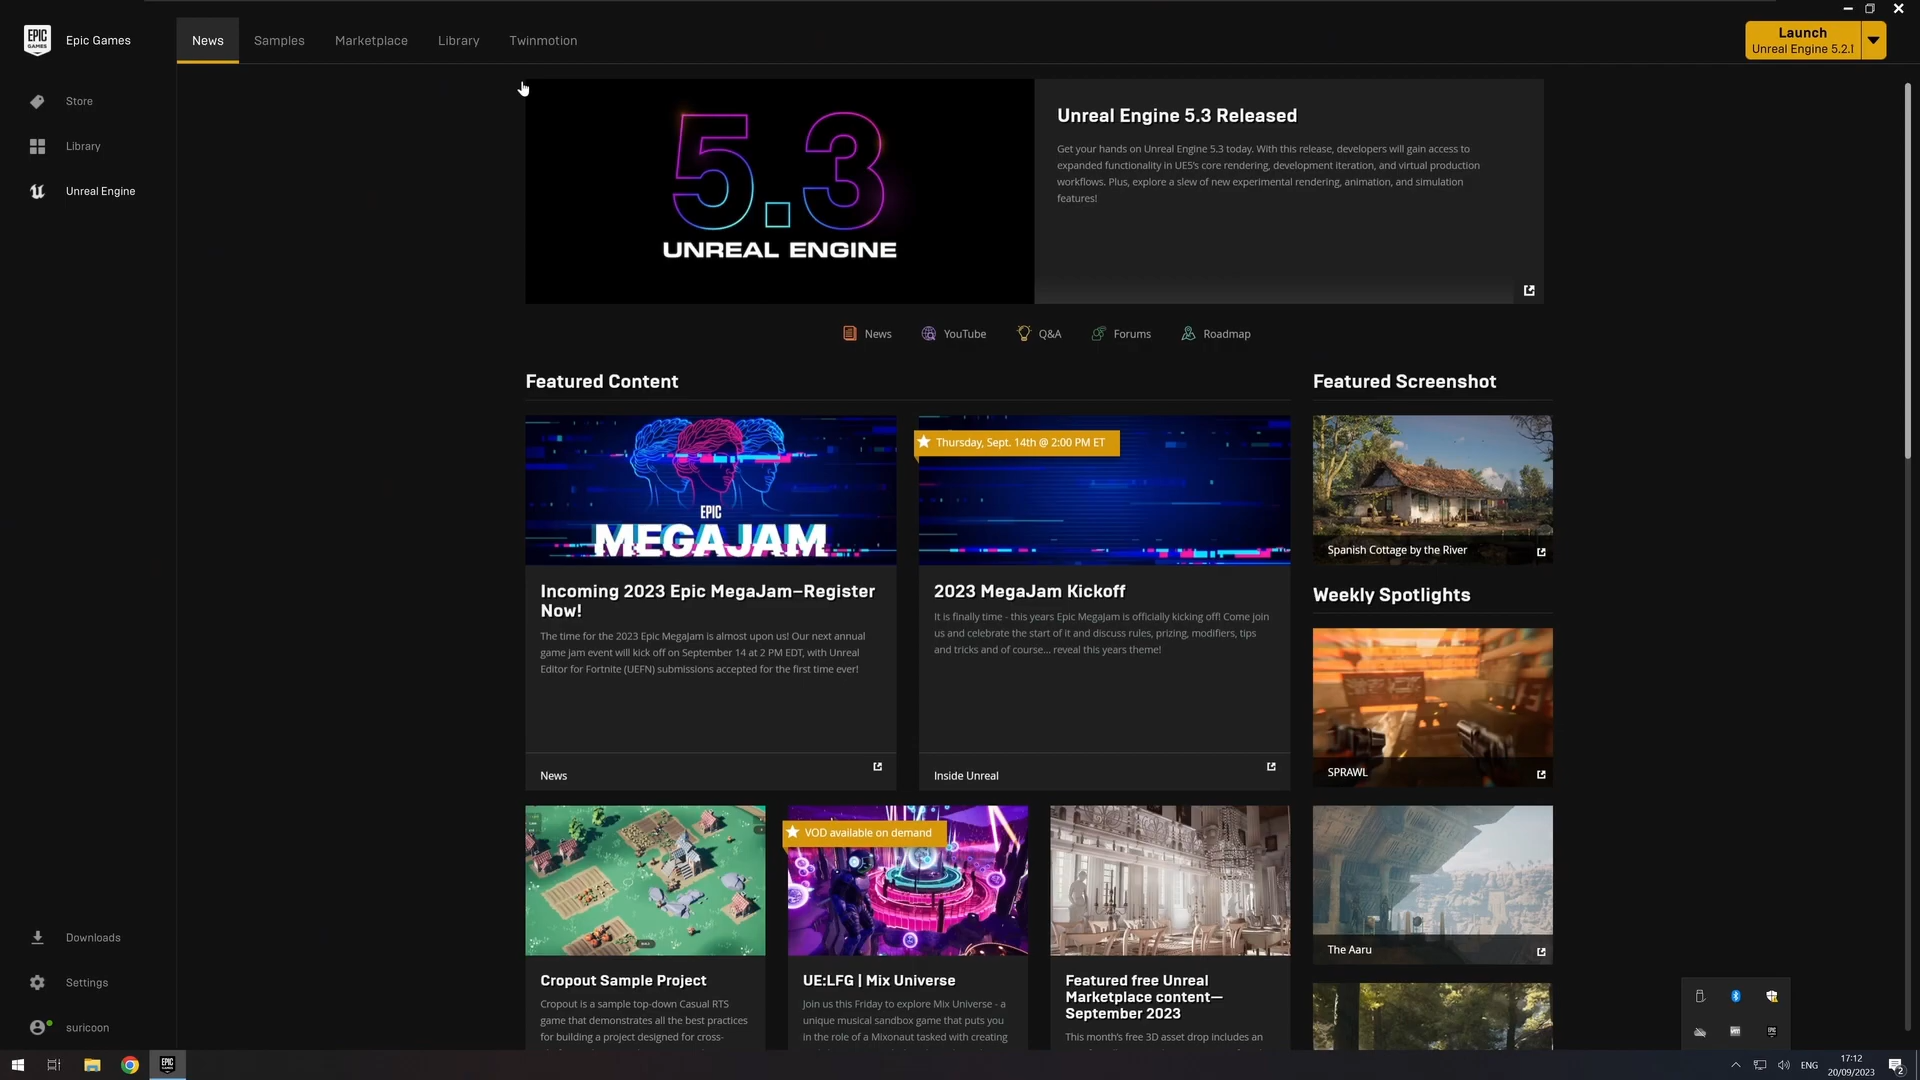 EPIC
GAMES
Epic Games
News
Samples
Marketplace
Library
Twinmotion
Launch
Unreal Engine 5.2.1
Store
Library
Unreal Engine
5.3
UNREAL ENGINE
Unreal Engine 5.3 Released
Get your hands on Unreal Engine 5.3 today. With this release, developers will gain access to
expanded functionality in UE5's core rendering, development iteration, and virtual production
workflows. Plus, explore a slew of new experimental rendering, animation, and simulation
features!
News
YouTube
Q&A
Forums
Roadmap
Featured Content
Featured Screenshot
EPIC
MEGAJAM
Incoming 2023 Epic MegaJam—Register
Now!
The time for the 2023 Epic MegaJam is almost upon us! Our next annual
game jam event will kick off on September 14 at 2 PM EDT, with Unreal
Editor for Fortnite (UEFN) submissions accepted for the first time ever!
News
Thursday, Sept. 14th @ 2:00 PM ET
2023 MegaJam Kickoff
It is finally time - this years Epic MegaJam is officially kicking off! Come join
us and celebrate the start of it and discuss rules, prizing, modifiers, tips
and tricks and of course... reveal this years theme!
Inside Unreal
Spanish Cottage by the River
Weekly Spotlights
SPRAWL
The Aaru
Cropout Sample Project
Cropout is a sample top-down Casual RTS
game that demonstrates all the best practices
for building a project designed for cross-
VOD available on demand
UE:LFG | Mix Universe
Join us this Friday to explore Mix Universe - a
unique musical sandbox game that puts you
in the role of a Mixonaut tasked with creating
Featured free Unreal
Marketplace content—
September 2023
This month's free 3D asset drop includes an
Downloads
Settings
suricoon
ENG
17:12
20/09/2023
2